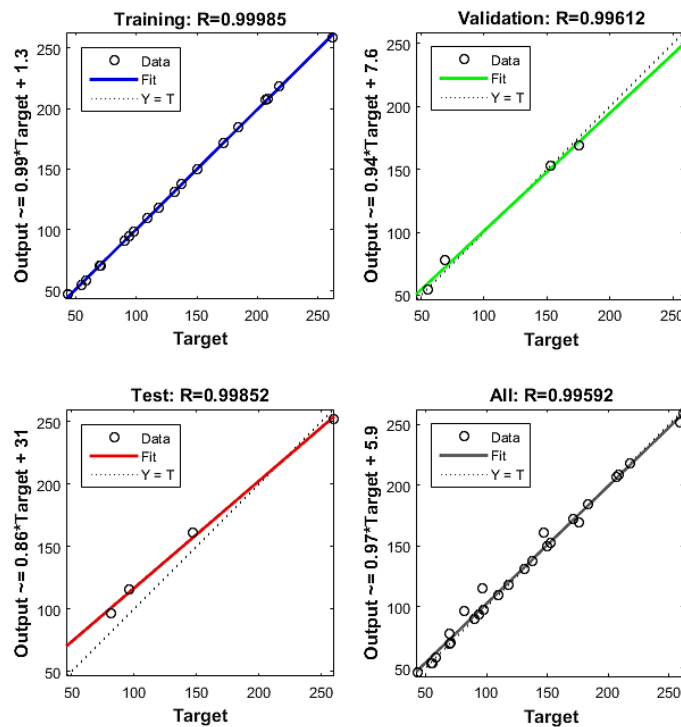 Training: R=0.99985
Output ~= 0.99*Target + 1.3
250
200
150
100
50
Data
Fit
Y = T
50 100 150 200 250
Target
Validation: R=0.99612
Output ~= 0.94*Target + 7.6
250
200
150
100
50
Data
Fit
Y = T
50 100 150 200 250
Target
Test: R=0.99852
Output ~= 0.86*Target + 31
250
200
150
100
50
Data
Fit
Y = T
50 100 150 200 250
Target
All: R=0.99592
Output ~= 0.97*Target + 5.9
250
200
150
100
50
Data
Fit
Y = T
50 100 150 200 250
Target